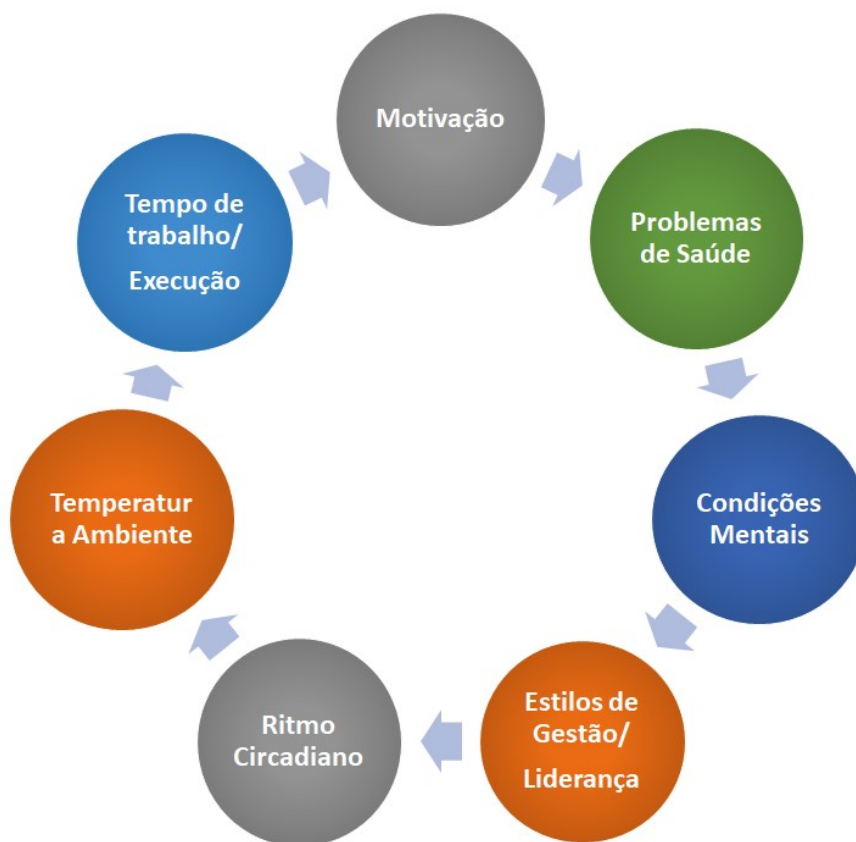 Motivação
Problemas
de Saúde
Condições
Mentais
Estilos de
Gestão/
Liderança
Ritmo
Circadiano
Temperatur
a Ambiente
Tempo de
trabalho/
Execução